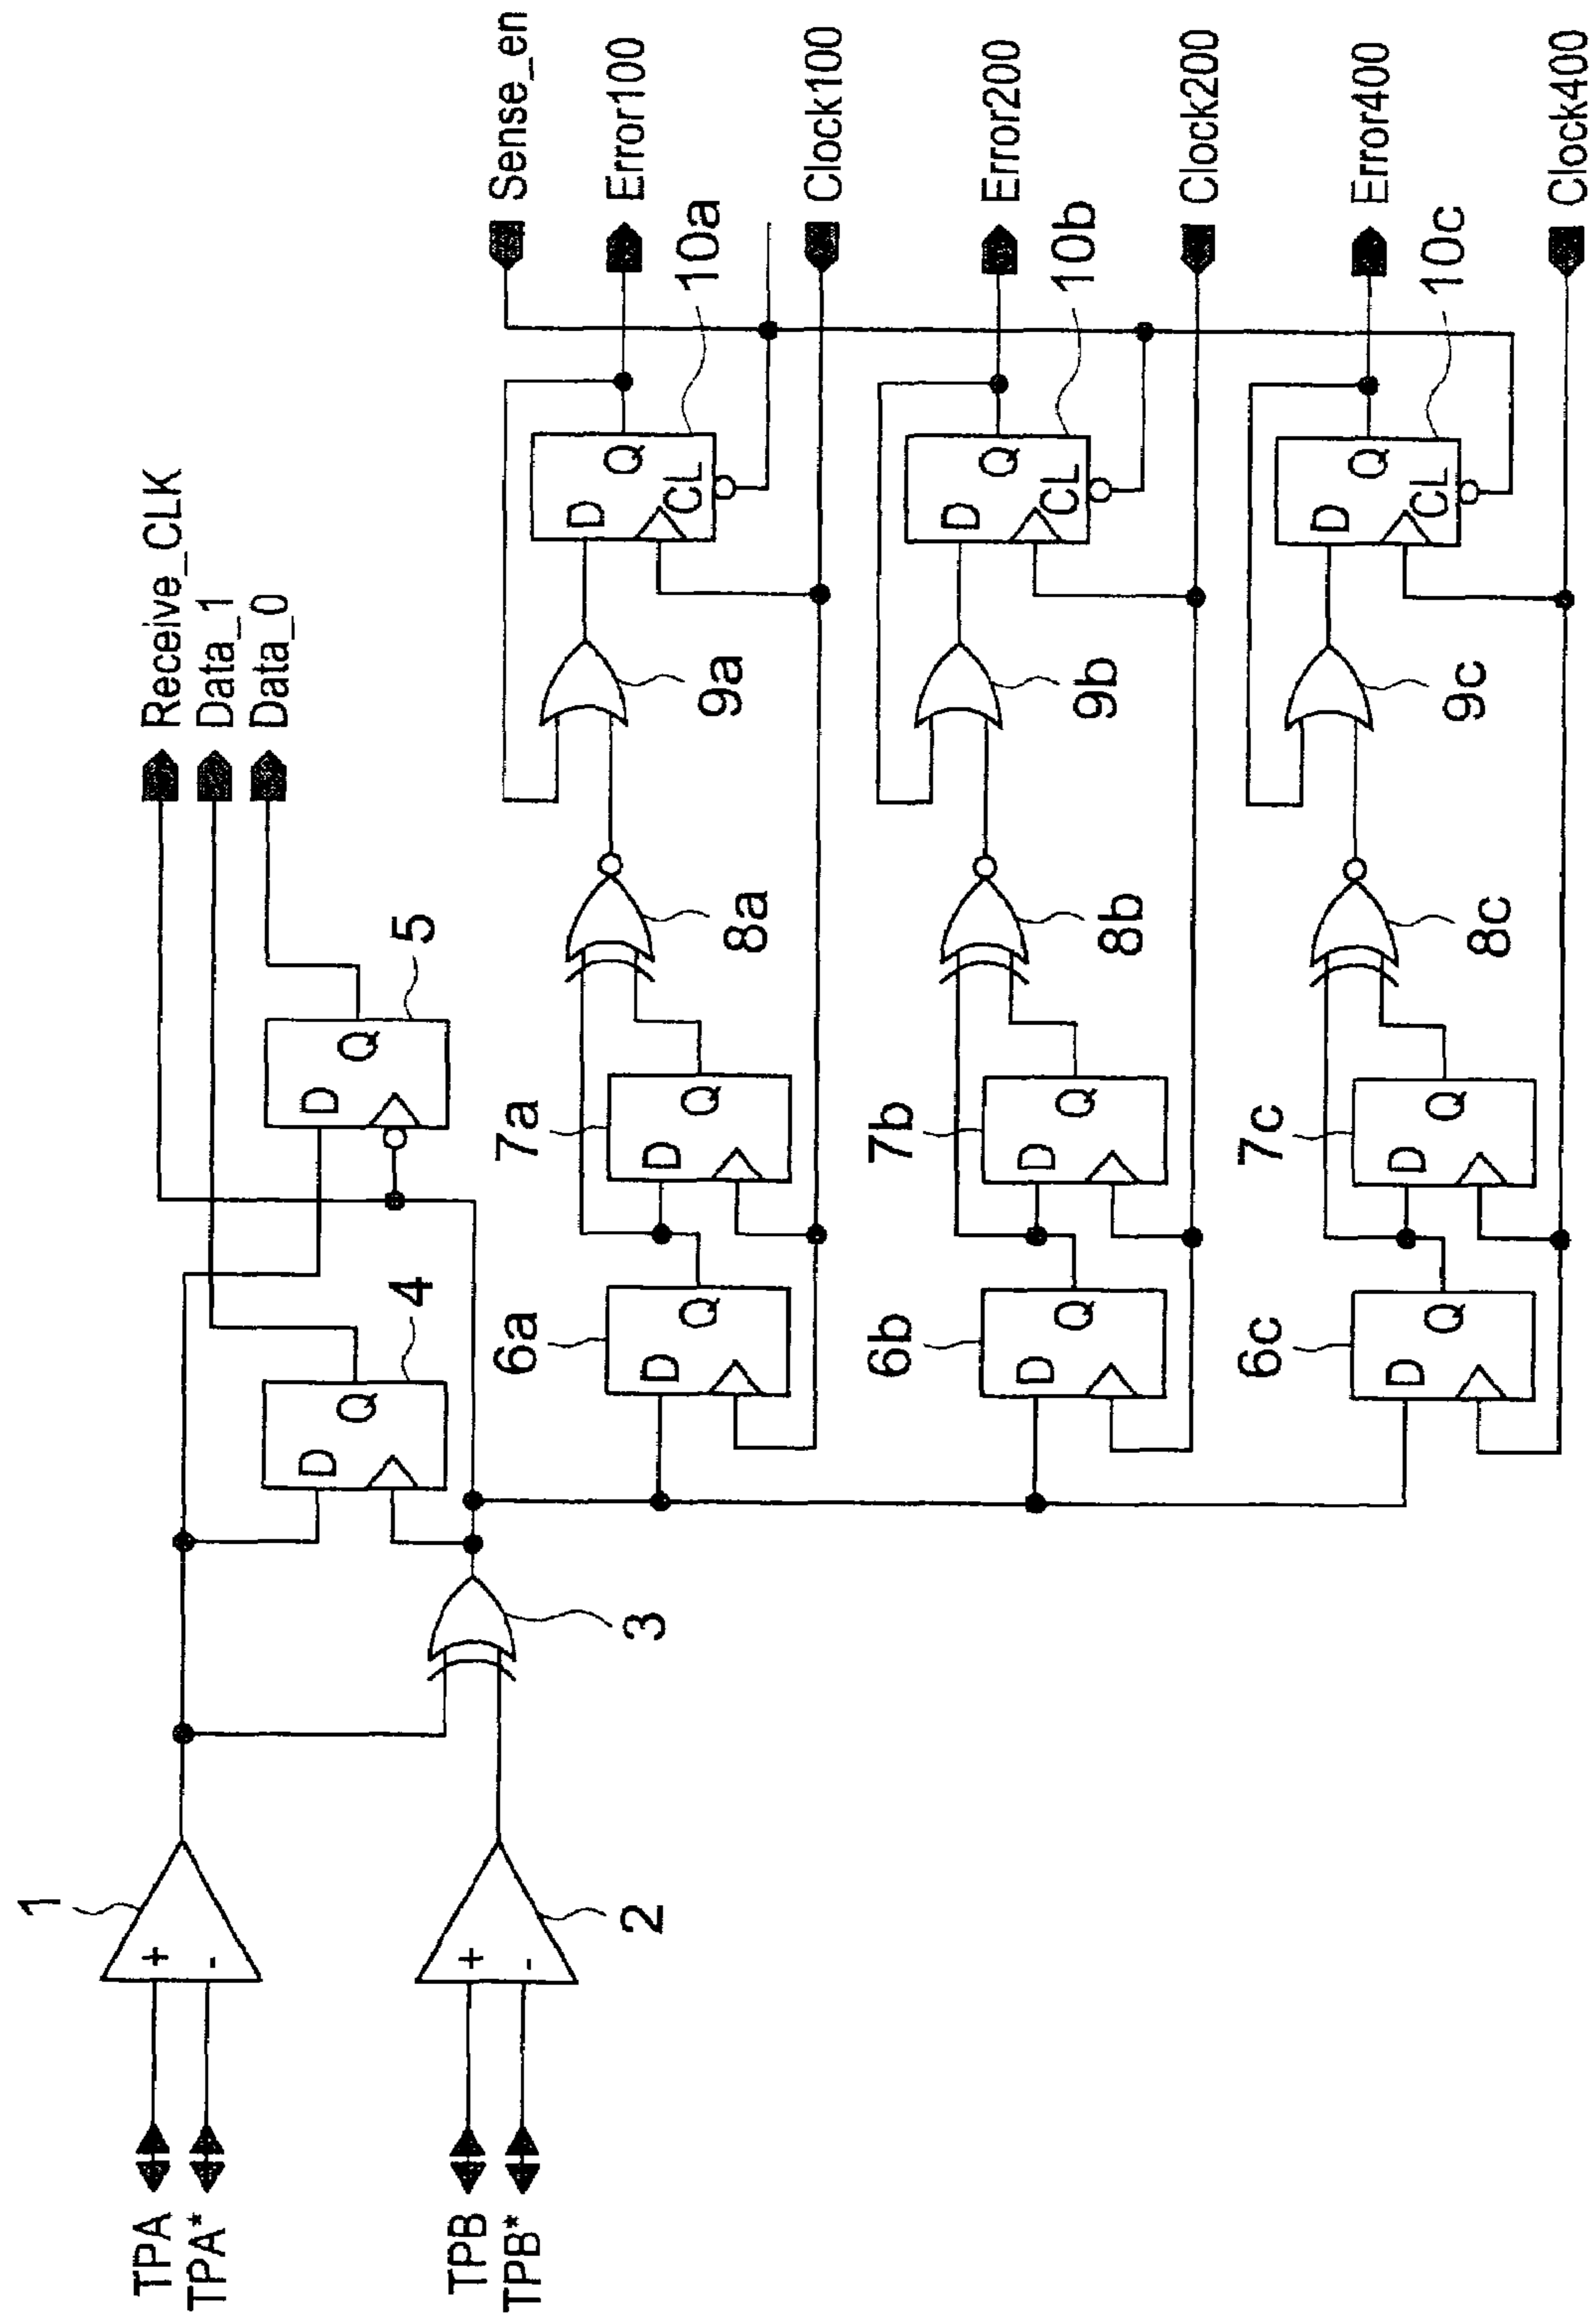 TPA
TPA*
TPB
TPB*
1
+
-
2
+
-
3
4
D
Q
5
D
Q
Receive_CLK
Data_1
Data_0
6a
D
Q
7a
D
Q
8a
9a
D
Q
CL
10a
Sense_en
Error100
Clock100
6b
D
Q
7b
D
Q
8b
9b
D
Q
CL
10b
Error200
Clock200
6c
D
Q
7c
D
Q
8c
9c
D
Q
CL
10c
Error400
Clock400